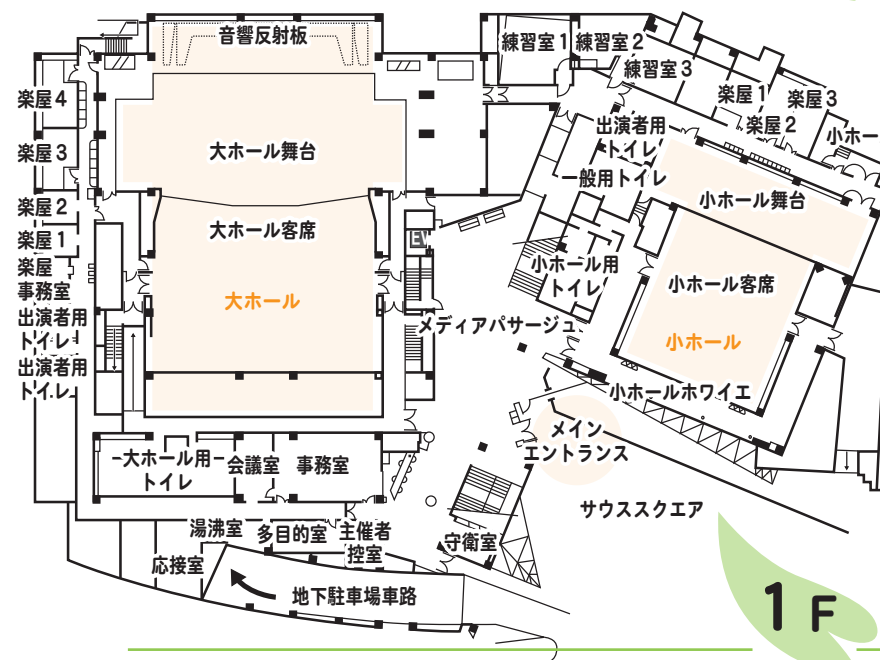 音響反射板
練習室1
練習室2
練習室3
楽屋1
楽屋3
楽屋2
小ホー
楽屋4
楽屋3
楽屋2
楽屋1
楽屋
事務室
出演者用
トイレ
出演者用
トイレ
大ホール舞台
大ホール客席
大ホール
EV
出演者用
トイレ
一般用トイレ
小ホール舞台
小ホール用
トイレ
小ホール客席
小ホール
メディアパサージュ
小ホールホワイエ
メイン
エントランス
大ホール用
トイレ
会議室
事務室
サウススクエア
湯沸室
多目的室
主催者
控室
守衛室
応接室
地下駐車場車路
1F